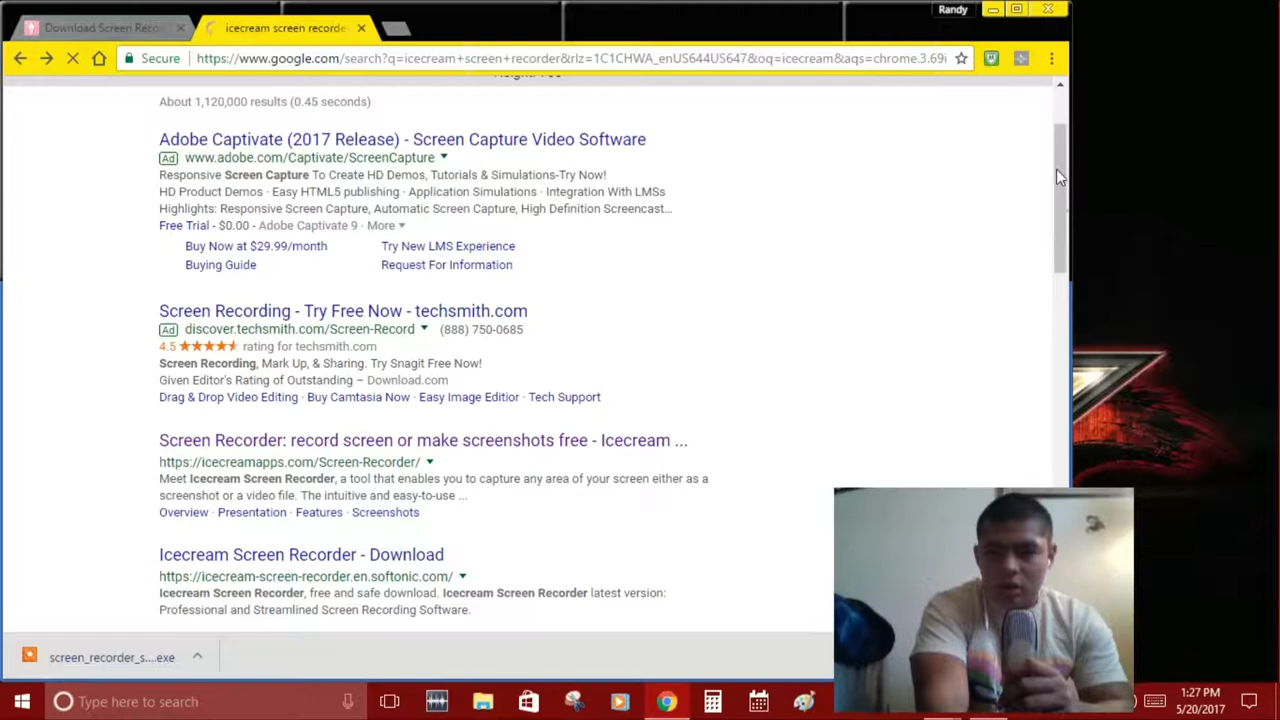 Randy
Download Screen Reco
icecream screen recorde
Secure
https://www.google.com/search?q=icecream+screen+recorder&rlz=1C1CHWA_enUS644US647&oq=icecream&aqs=chrome.3.69i
About 1,120,000 results (0.45 seconds)
Adobe Captivate (2017 Release) - Screen Capture Video Software
Ad www.adobe.com/Captivate/ScreenCapture
Responsive Screen Capture To Create HD Demos, Tutorials & Simulations-Try Now!
HD Product Demos · Easy HTML5 publishing · Application Simulations · Integration With LMSs
Highlights: Responsive Screen Capture, Automatic Screen Capture, High Definition Screencast...
Free Trial - $0.00 - Adobe Captivate 9 · More
Buy Now at $29.99/month Try New LMS Experience
Buying Guide Request For Information
Screen Recording - Try Free Now - techsmith.com
Ad discover.techsmith.com/Screen-Record (888) 750-0685
4.5 rating for techsmith.com
Screen Recording, Mark Up, & Sharing. Try Snagit Free Now!
Given Editor's Rating of Outstanding – Download.com
Drag & Drop Video Editing · Buy Camtasia Now · Easy Image Editior · Tech Support
Screen Recorder: record screen or make screenshots free - Icecream ...
https://icecreamapps.com/Screen-Recorder/
Meet Icecream Screen Recorder, a tool that enables you to capture any area of your screen either as a
screenshot or a video file. The intuitive and easy-to-use ...
Overview · Presentation · Features · Screenshots
Icecream Screen Recorder - Download
https://icecream-screen-recorder.en.softonic.com/
Icecream Screen Recorder, free and safe download. Icecream Screen Recorder latest version:
Professional and Streamlined Screen Recording Software.
screen_recorder_s....exe
Type here to search
1:27 PM
5/20/2017